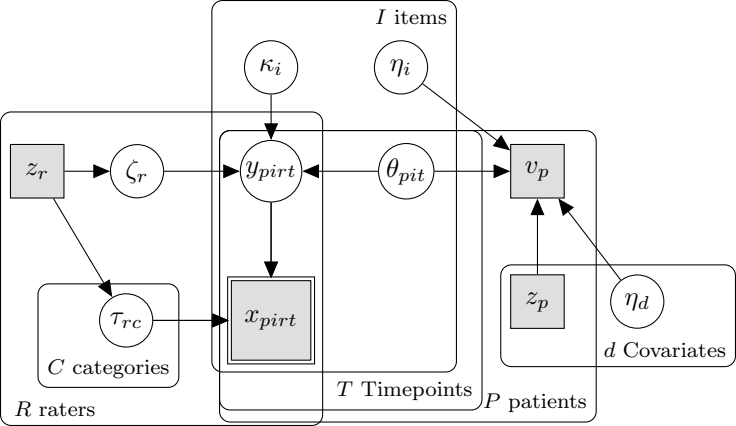 I items
κ_i
η_i
z_r
ζ_r
y_pirt
θ_pit
v_p
z_p
η_d
x_pirt
τ_rc
d Covariates
C categories
T Timepoints
P patients
R raters